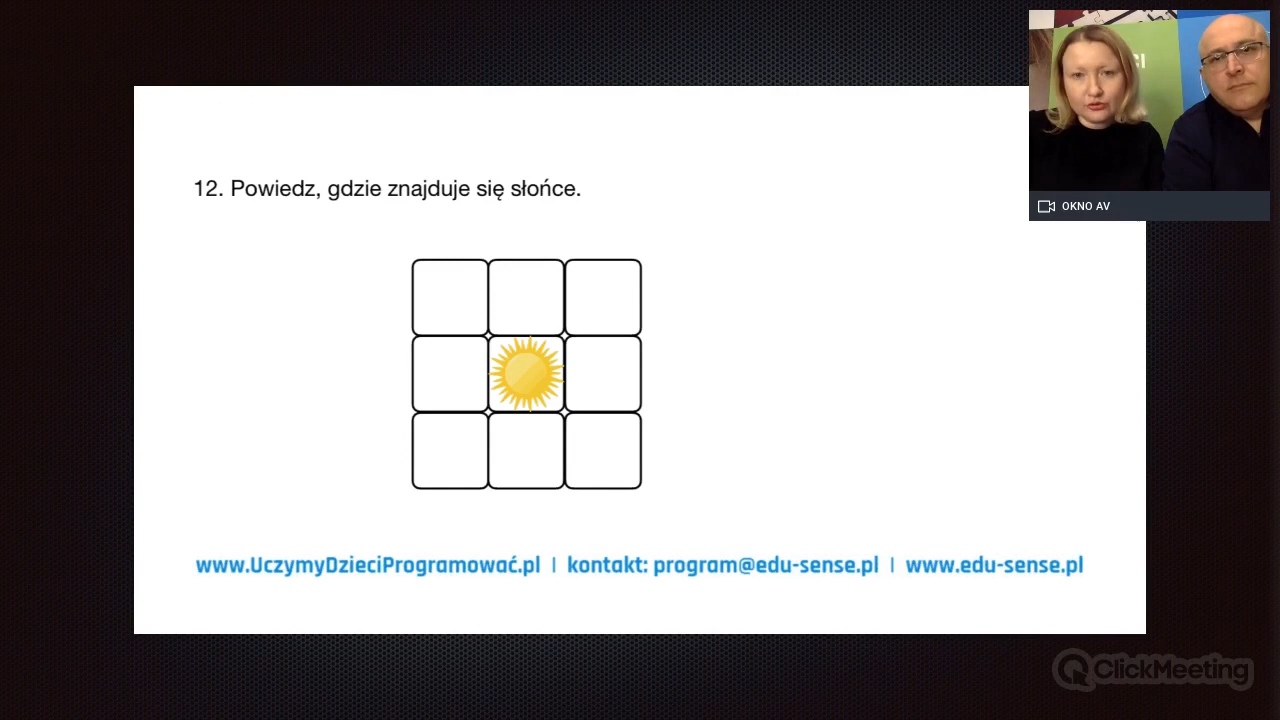 12. Powiedz, gdzie znajduje się słońce.
www.UczymyDzieciProgramować.pl | kontakt: program@edu-sense.pl | www.edu-sense.pl
OKNO AV
ClickMeeting